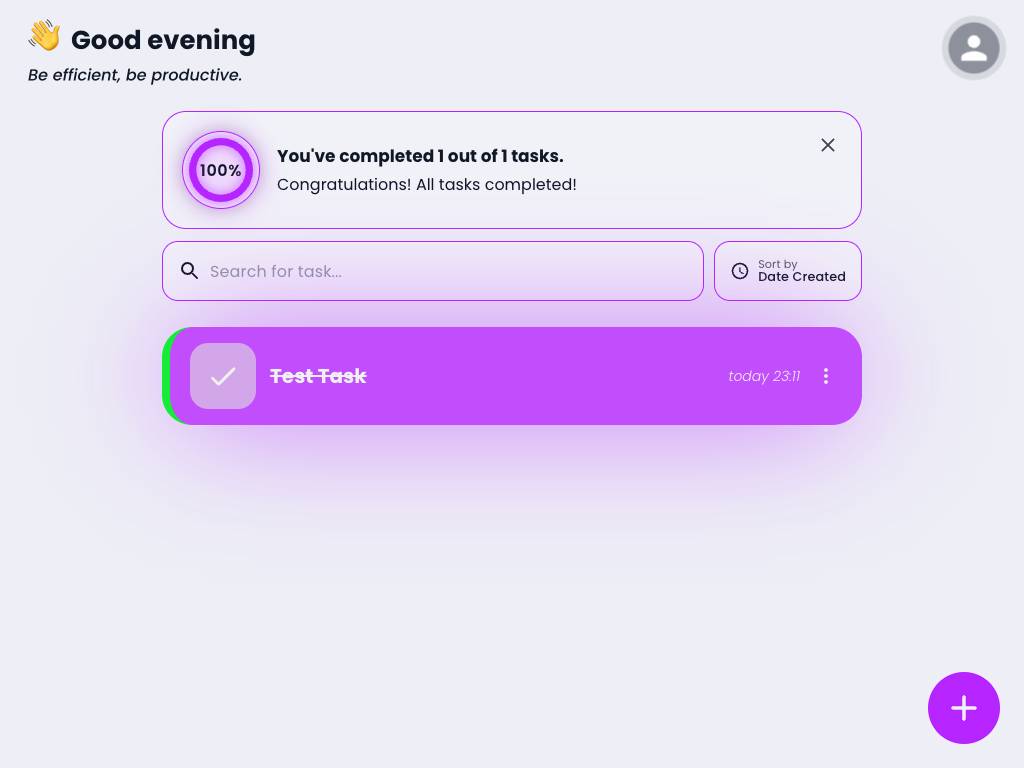 Good evening
Be efficient, be productive.
100%
You've completed 1 out of 1 tasks.
Congratulations! All tasks completed!
Search for task...
Sort by
Date Created
Test Task
today 23:11